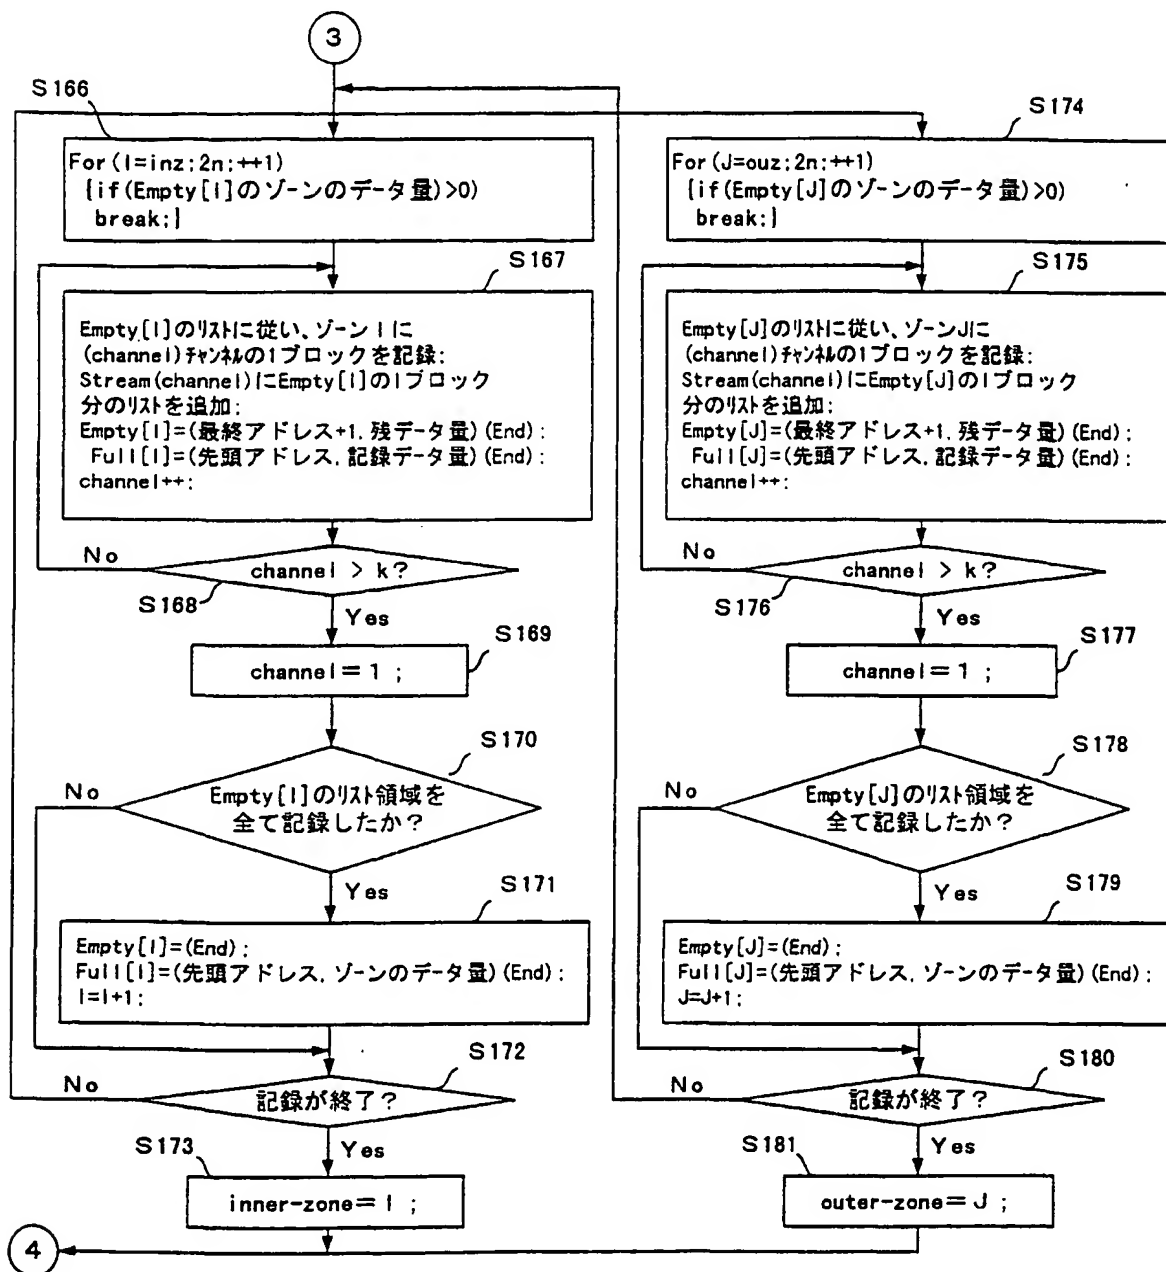 3
S166
For(I=inz;2n;++1)
{if(Empty[I]のゾーンのデータ量)>0)
break;}
S167
Empty[I]のリストに従い、ゾーンIに
(channel)チャンネルの1ブロックを記録;
Stream(channel)にEmpty[I]の1ブロック
分のリストを追加;
Empty[I]=(最終アドレス+1,残データ量)(End);
Full[I]=(先頭アドレス,記録データ量)(End);
channel++;
No
channel > k?
S168
Yes
S169
channel=1 ;
S170
No
Empty[I]のリスト領域を
全て記録したか?
Yes
S171
Empty[I]=(End);
Full[I]=(先頭アドレス,ゾーンのデータ量)(End);
I=I+1;
S172
No
記録が終了?
S173
Yes
inner-zone=I ;
4
S174
For(J=ouz;2n;++1)
{if(Empty[J]のゾーンのデータ量)>0)
break;}
S175
Empty[J]のリストに従い、ゾーンJに
(channel)チャンネルの1ブロックを記録;
Stream(channel)にEmpty[J]の1ブロック
分のリストを追加;
Empty[J]=(最終アドレス+1,残データ量)(End);
Full[J]=(先頭アドレス,記録データ量)(End);
channel++;
No
channel > k?
S176
Yes
S177
channel=1 ;
S178
No
Empty[J]のリスト領域を
全て記録したか?
Yes
S179
Empty[J]=(End);
Full[J]=(先頭アドレス,ゾーンのデータ量)(End);
J=J+1;
S180
No
記録が終了?
S181
Yes
outer-zone=J ;